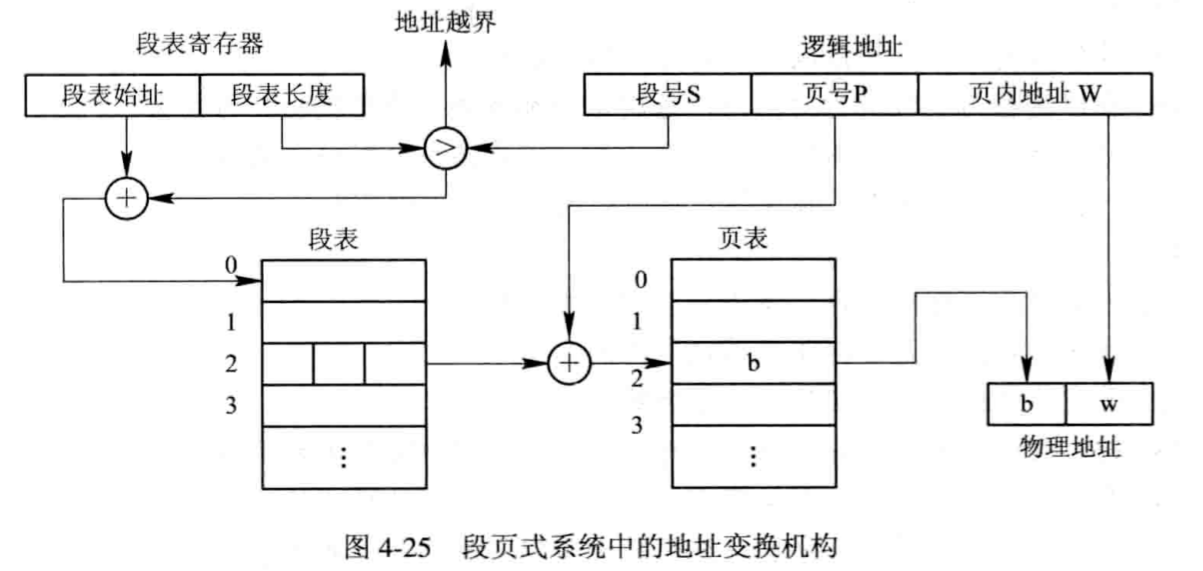 地址越界
段表寄存器
逻辑地址
段表始址 段表长度
段号S 页号P 页内地址 W
>
+
段表
页表
0
1
2
3
⋮
+
0
1
2
3
b
⋮
b w
物理地址
图 4-25 段页式系统中的地址变换机构